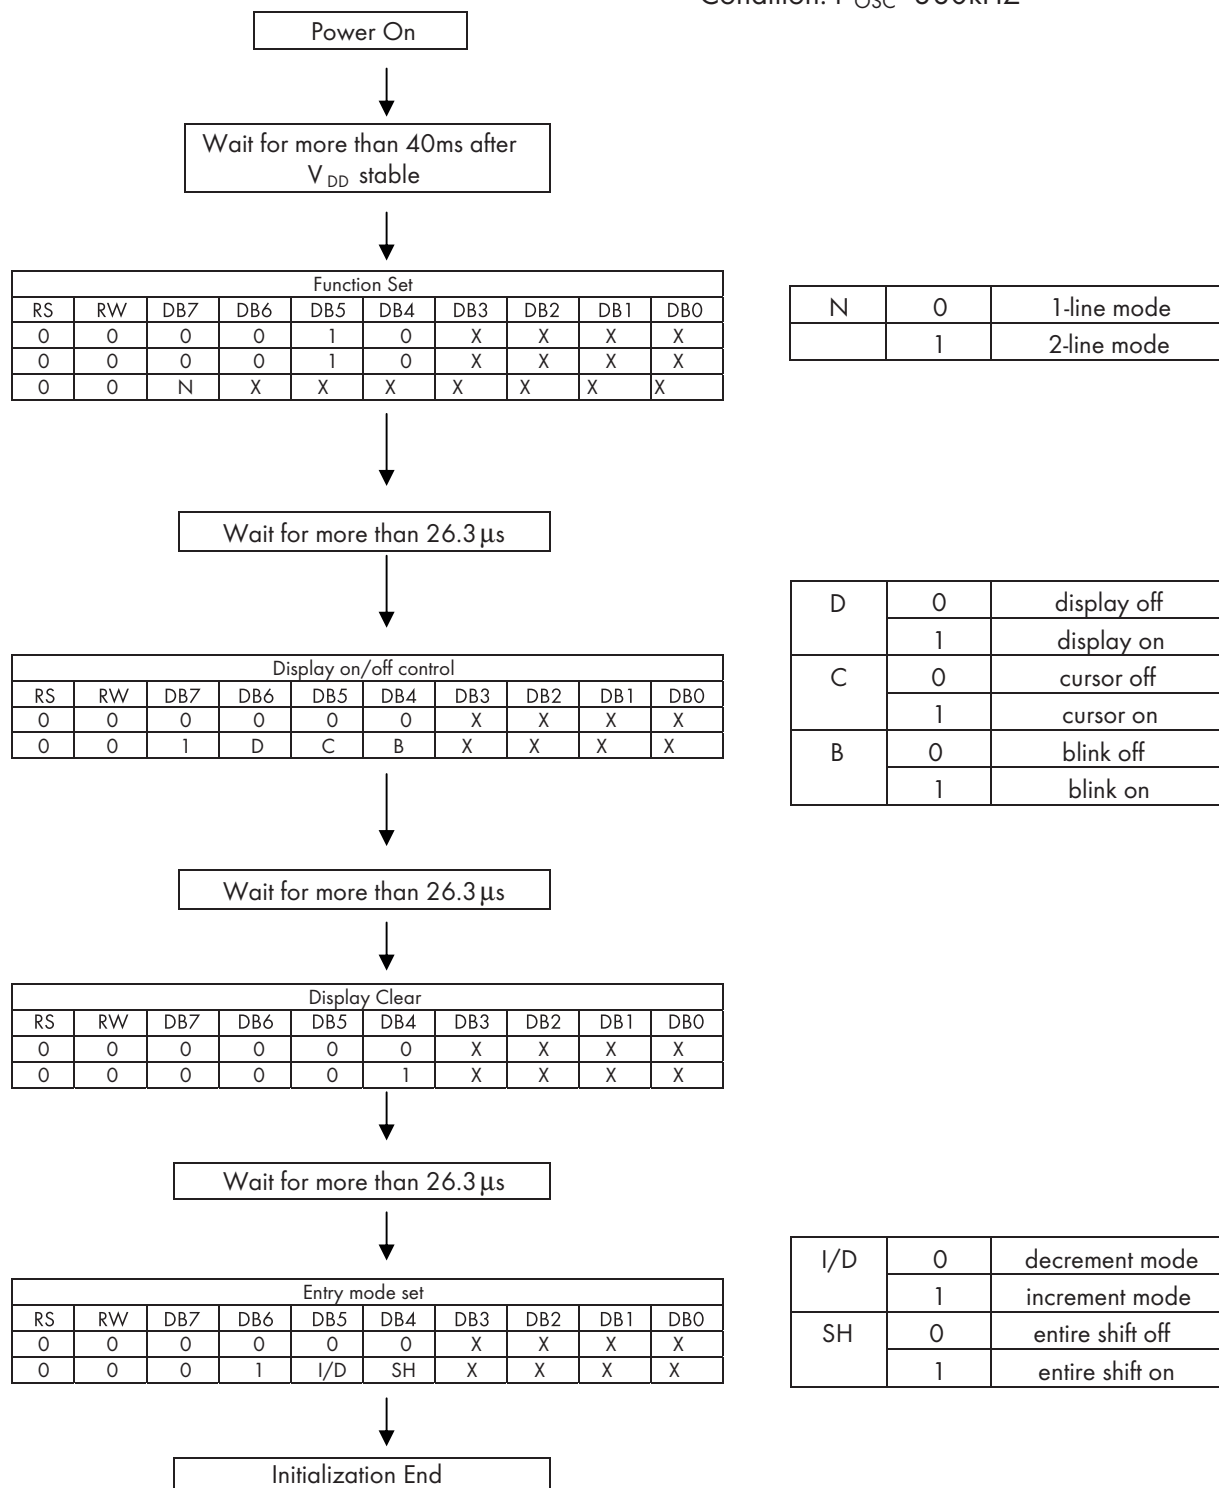 Power On
Wait for more than 40ms after
V DD stable
Function Set
RS RW DB7 DB6 DB5 DB4 DB3 DB2 DB1 DB0
0 0 0 0 1 0 X X X X
0 0 0 0 1 0 X X X X
0 0 N X X X X X X X
N 0 1-line mode
1 2-line mode
Wait for more than 26.3µs
Display on/off control
RS RW DB7 DB6 DB5 DB4 DB3 DB2 DB1 DB0
0 0 0 0 0 0 X X X X
0 0 1 D C B X X X X
D 0 display off
1 display on
C 0 cursor off
1 cursor on
B 0 blink off
1 blink on
Wait for more than 26.3µs
Display Clear
RS RW DB7 DB6 DB5 DB4 DB3 DB2 DB1 DB0
0 0 0 0 0 0 X X X X
0 0 0 0 0 1 X X X X
Wait for more than 26.3µs
Entry mode set
RS RW DB7 DB6 DB5 DB4 DB3 DB2 DB1 DB0
0 0 0 0 0 0 X X X X
0 0 0 1 I/D SH X X X X
I/D 0 decrement mode
1 increment mode
SH 0 entire shift off
1 entire shift on
Initialization End